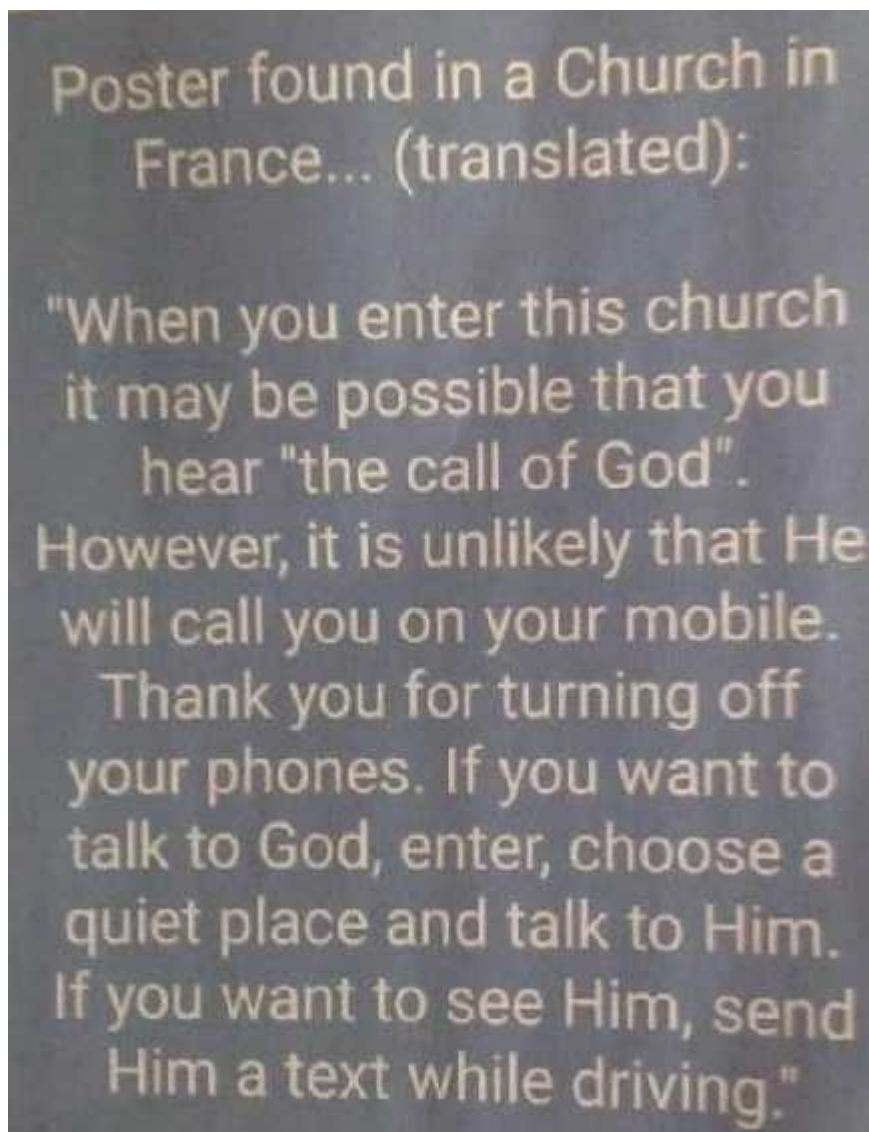 Poster found in a Church in
France... (translated):
"When you enter this church
it may be possible that you
hear "the call of God".
However, it is unlikely that He
will call you on your mobile.
Thank you for turning off
your phones. If you want to
talk to God, enter, choose a
quiet place and talk to Him.
If you want to see Him, send
Him a text while driving."